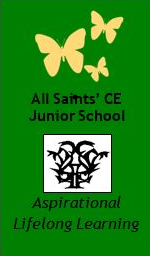 All Saints' CE
Junior School
Aspirational
Lifelong Learning